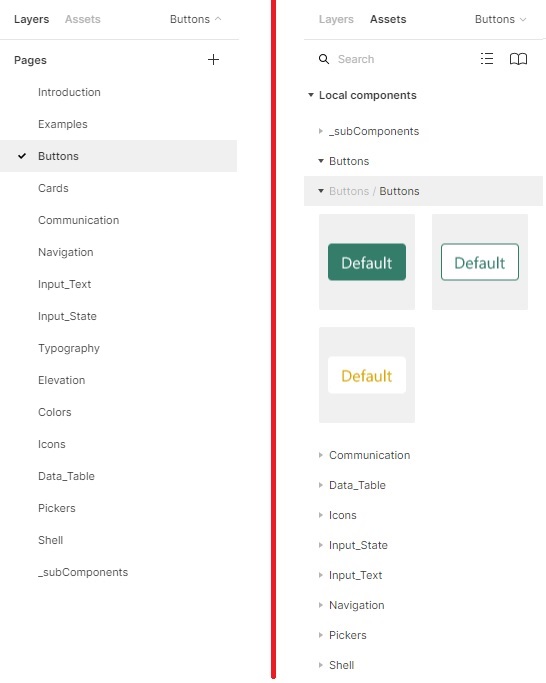 Layers Assets Buttons
Pages
Introduction
Examples
Buttons
Cards
Communication
Navigation
Input_Text
Input_State
Typography
Elevation
Colors
Icons
Data_Table
Pickers
Shell
_subComponents
Layers Assets Buttons
Search
Local components
_subComponents
Buttons
Buttons / Buttons
Default Default
Default
Communication
Data_Table
Icons
Input_State
Input_Text
Navigation
Pickers
Shell